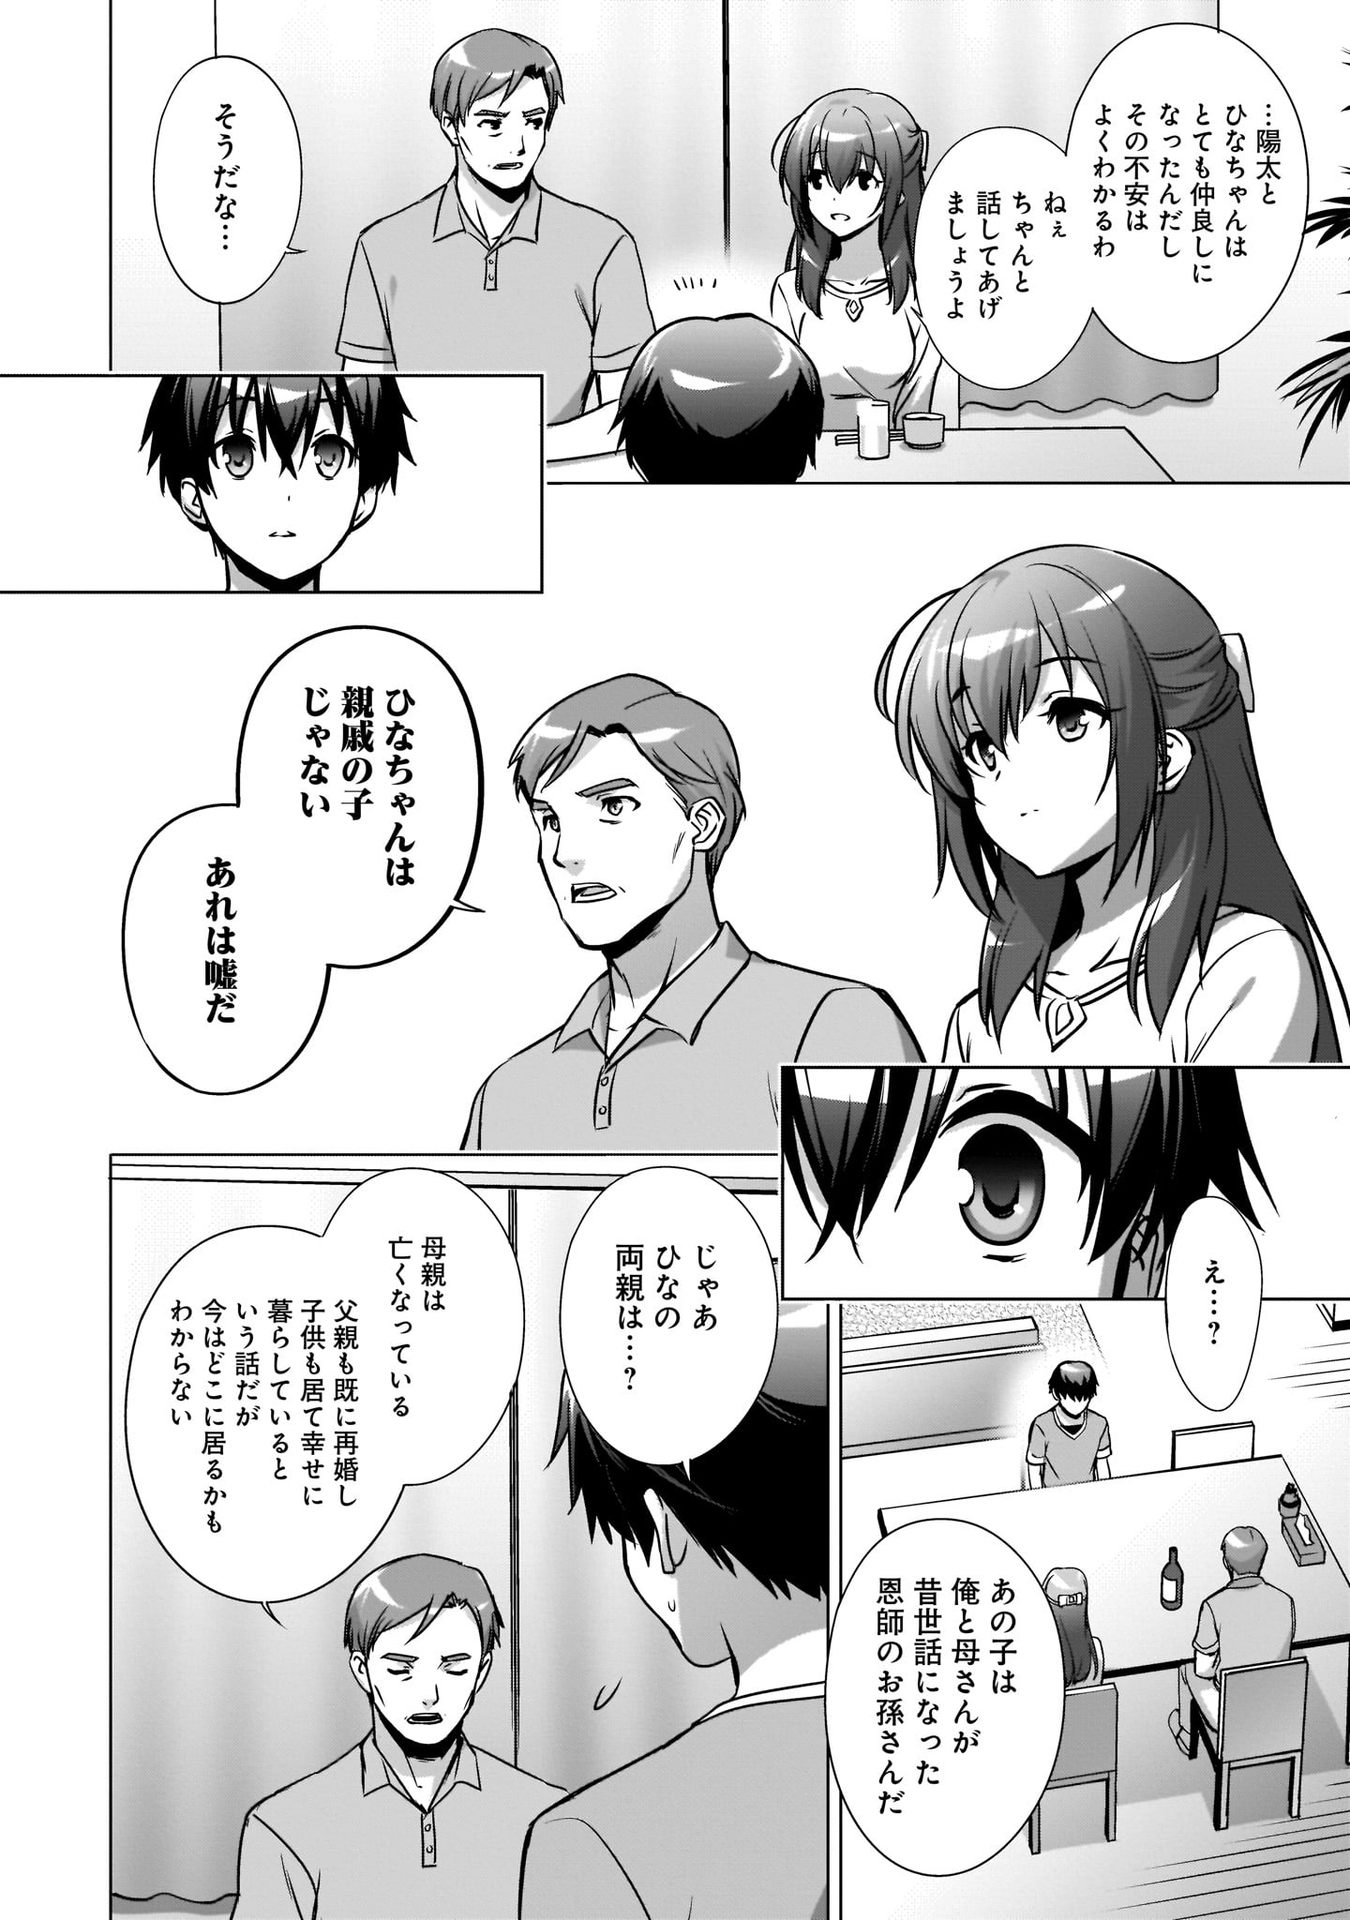 …陽太と
ひなちゃんは
とても仲良しに
なったんだし
その不安は
よくわかるわ
ねぇ
ちゃんと
話してあげ
ましょうよ
そうだな…
ひなちゃんは
親戚の子
じゃない
あれは嘘だ
え…?
あの子は
俺と母さんが
昔世話になった
恩師のお孫さんだ
じゃあ
ひなの
両親は…?
母親は
亡くなっている
父親も既に再婚し
子供も居て幸せに
暮らしていると
いう話だが
今はどこに居るかも
わからない